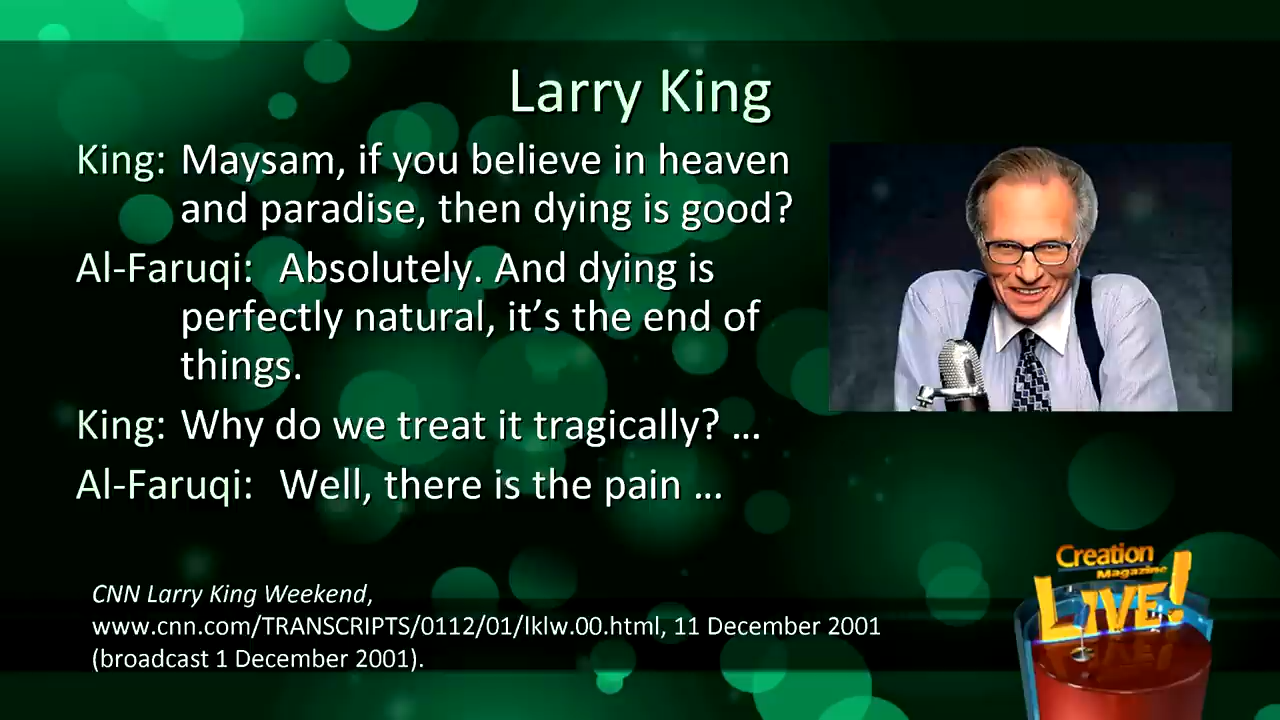 Larry King
King: Maysam, if you believe in heaven
and paradise, then dying is good?
Al-Faruqi: Absolutely. And dying is
perfectly natural, it’s the end of
things.
King: Why do we treat it tragically? …
Al-Faruqi: Well, there is the pain …
CNN Larry King Weekend,
www.cnn.com/TRANSCRIPTS/0112/01/lklw.00.html, 11 December 2001
(broadcast 1 December 2001).
Creation
Magazine
LIVE!